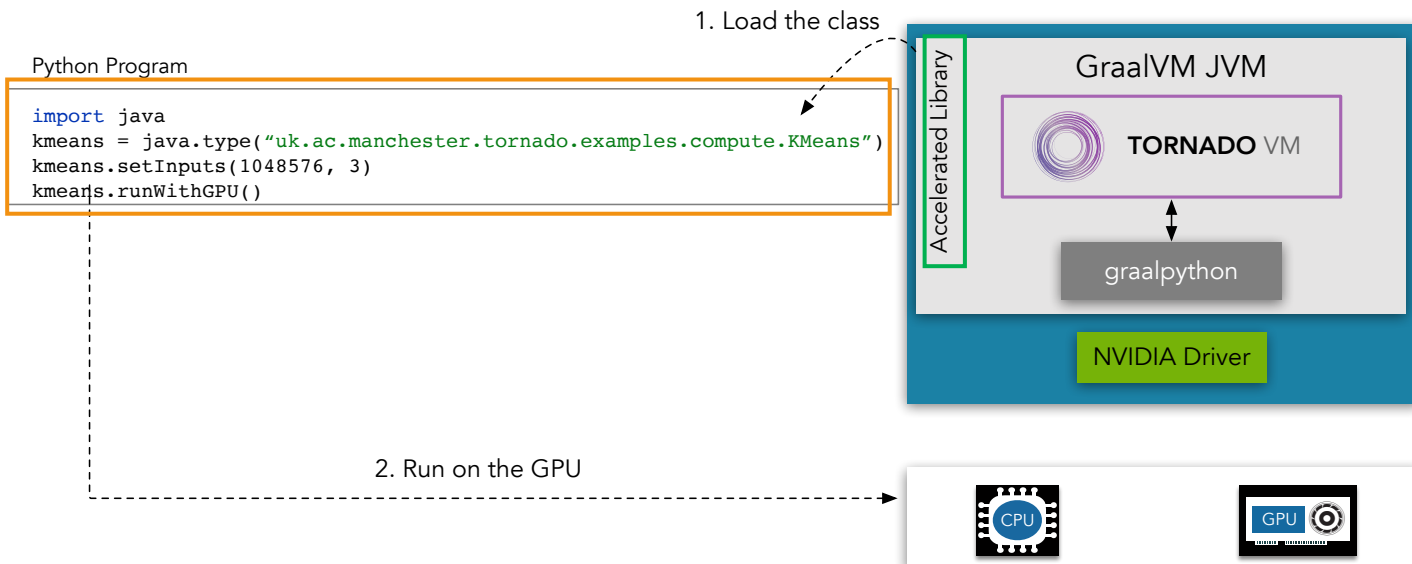 1. Load the class
Python Program
import java
kmeans = java.type(“uk.ac.manchester.tornado.examples.compute.KMeans”)
kmeans.setInputs(1048576, 3)
kmeans.runWithGPU()
Accelerated Library
GraalVM JVM
TORNADO VM
graalpython
NVIDIA Driver
2. Run on the GPU
CPU
GPU